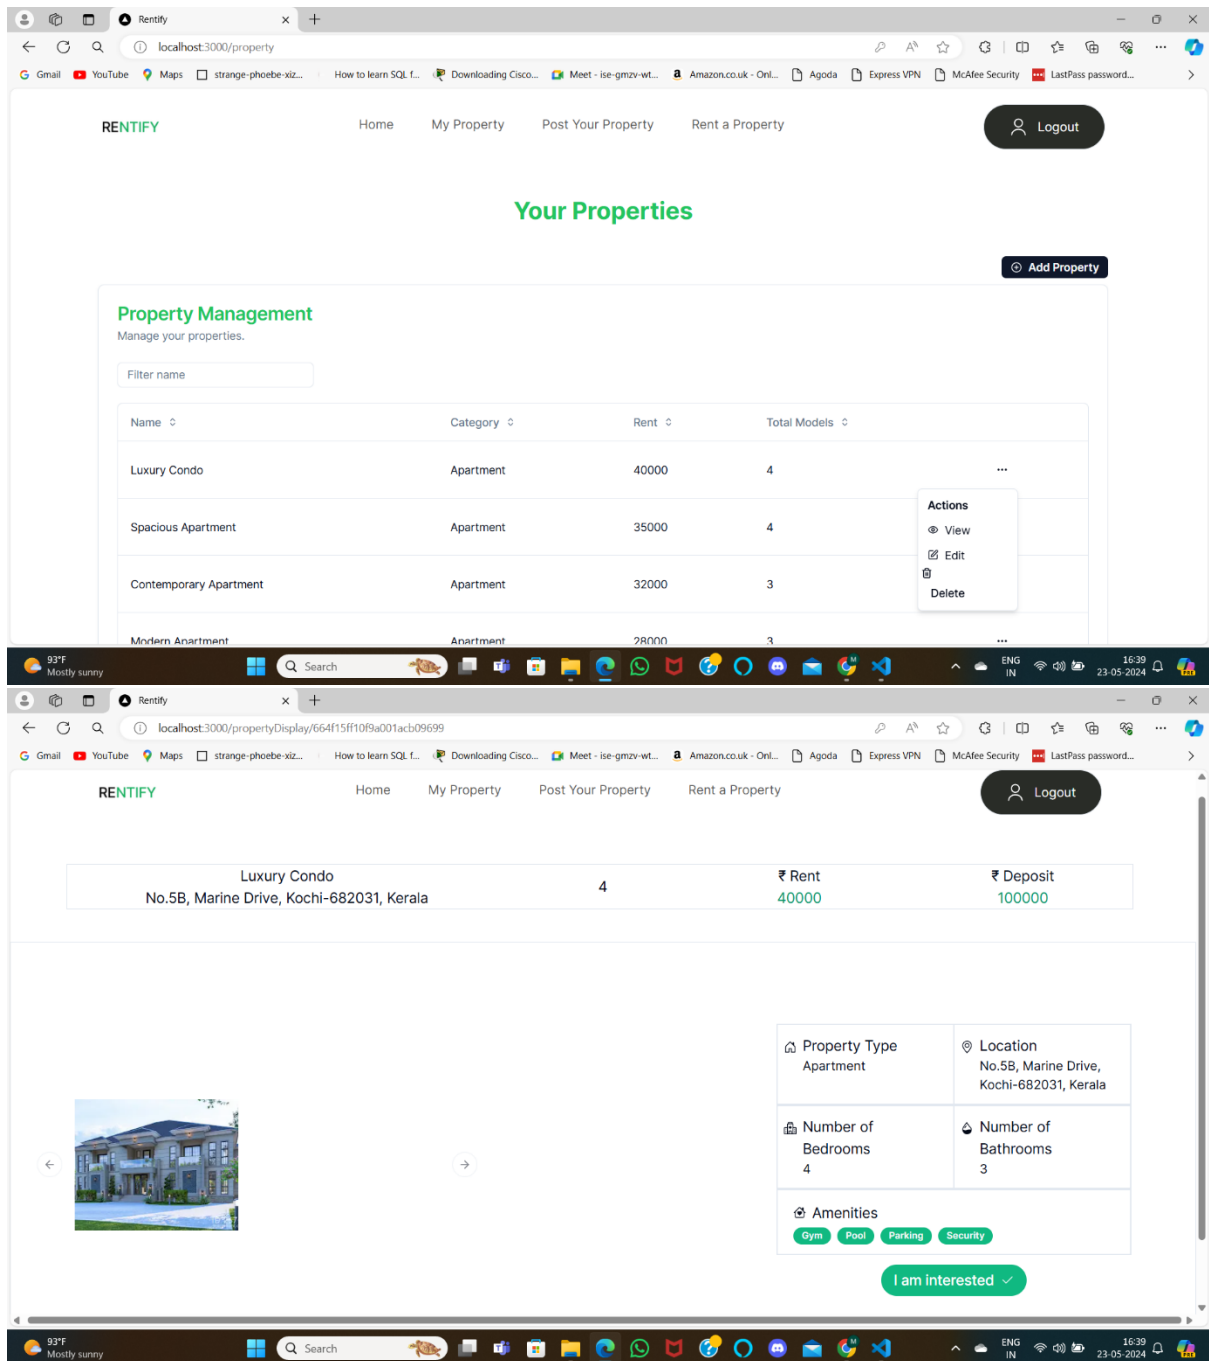 Rentify
localhost:3000/property
Gmail YouTube Maps strange-phoebe-xiz... How to learn SQL f... Downloading Cisco... Meet - ise-gmzv-wt... Amazon.co.uk - Onl... Agoda Express VPN McAfee Security LastPass password...
RENTIFY Home My Property Post Your Property Rent a Property Logout
Your Properties
Add Property
Property Management
Manage your properties.
Filter name
Name Category Rent Total Models
Luxury Condo Apartment 40000 4 ...
Actions
View
Spacious Apartment Apartment 35000 4
Edit
Contemporary Apartment Apartment 32000 3
Delete
Modern Apartment Apartment 28000 3 ...
93°F
Mostly sunny
Search
ENG
IN
16:39
23-05-2024
Rentify
localhost:3000/propertyDisplay/664f15ff10f9a001acb09699
Gmail YouTube Maps strange-phoebe-xiz... How to learn SQL f... Downloading Cisco... Meet - ise-gmzv-wt... Amazon.co.uk - Onl... Agoda Express VPN McAfee Security LastPass password...
RENTIFY Home My Property Post Your Property Rent a Property Logout
Luxury Condo
No.5B, Marine Drive, Kochi-682031, Kerala
4
₹ Rent
40000
₹ Deposit
100000
Property Type
Apartment
Location
No.5B, Marine Drive,
Kochi-682031, Kerala
Number of
Bedrooms
4
Number of
Bathrooms
3
Amenities
Gym Pool Parking Security
I am interested
93°F
Mostly sunny
Search
ENG
IN
16:39
23-05-2024